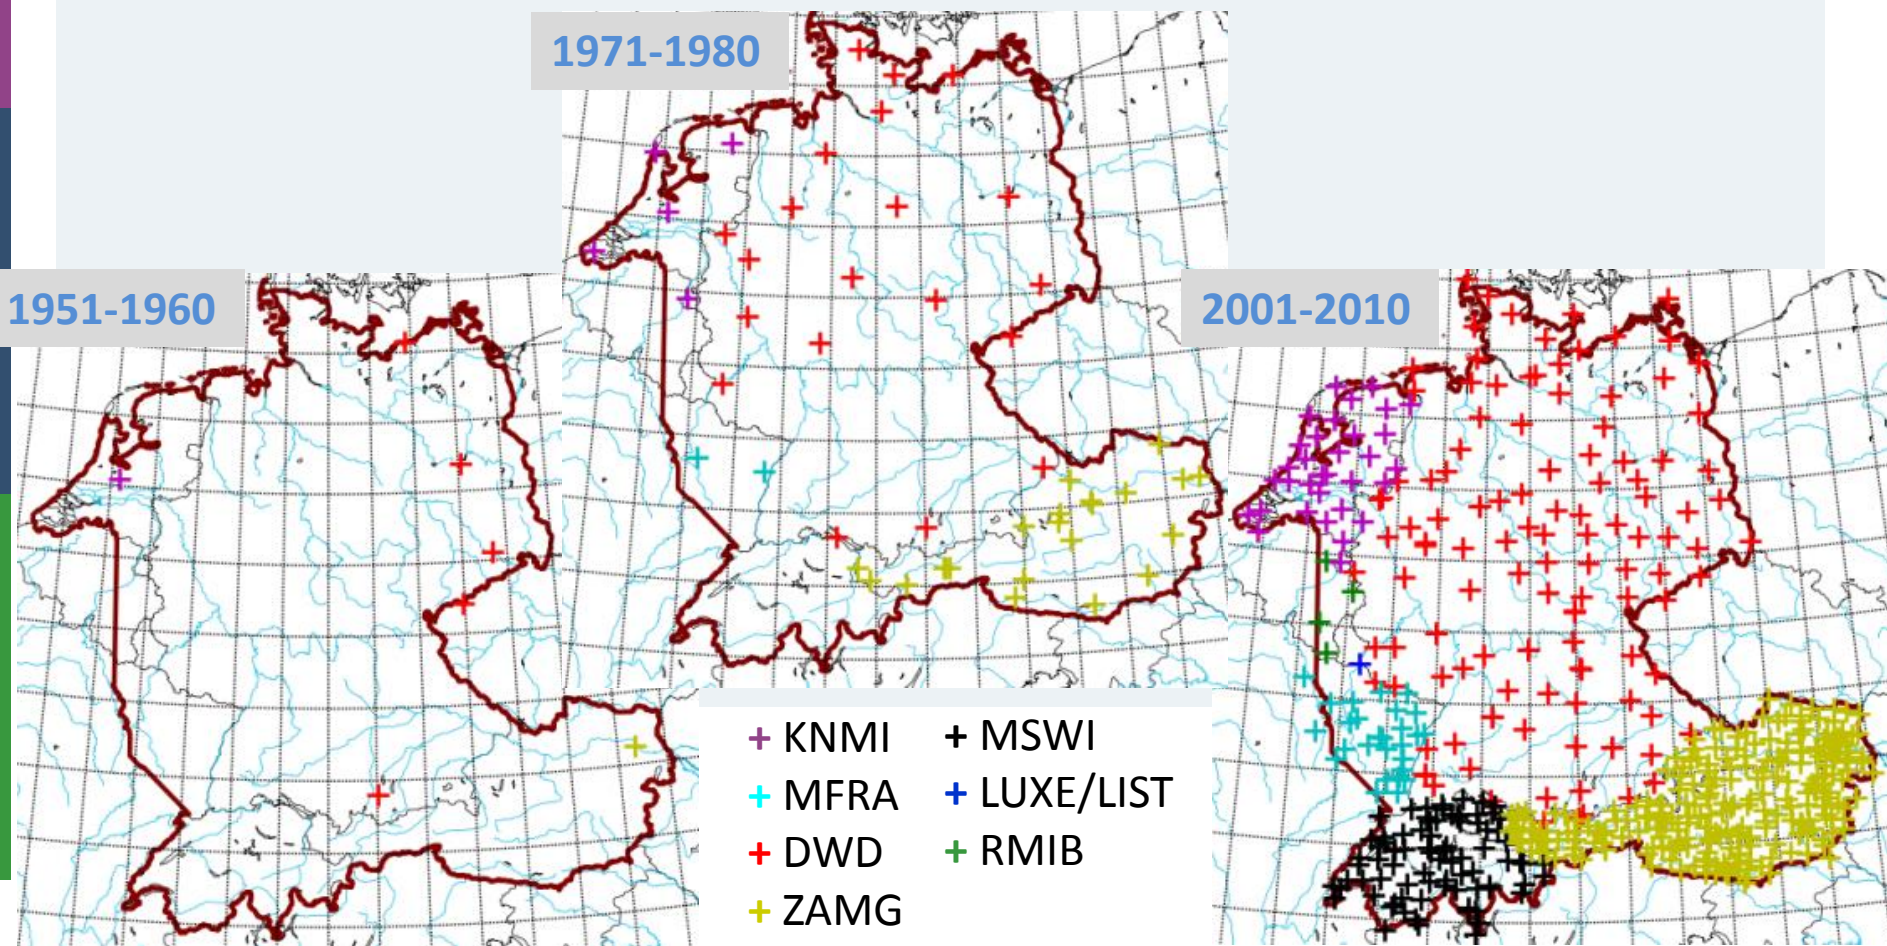 1971-1980
1951-1960
2001-2010
KNMI
MFRA
DWD
ZAMG
MSWI
LUXE/LIST
RMIB